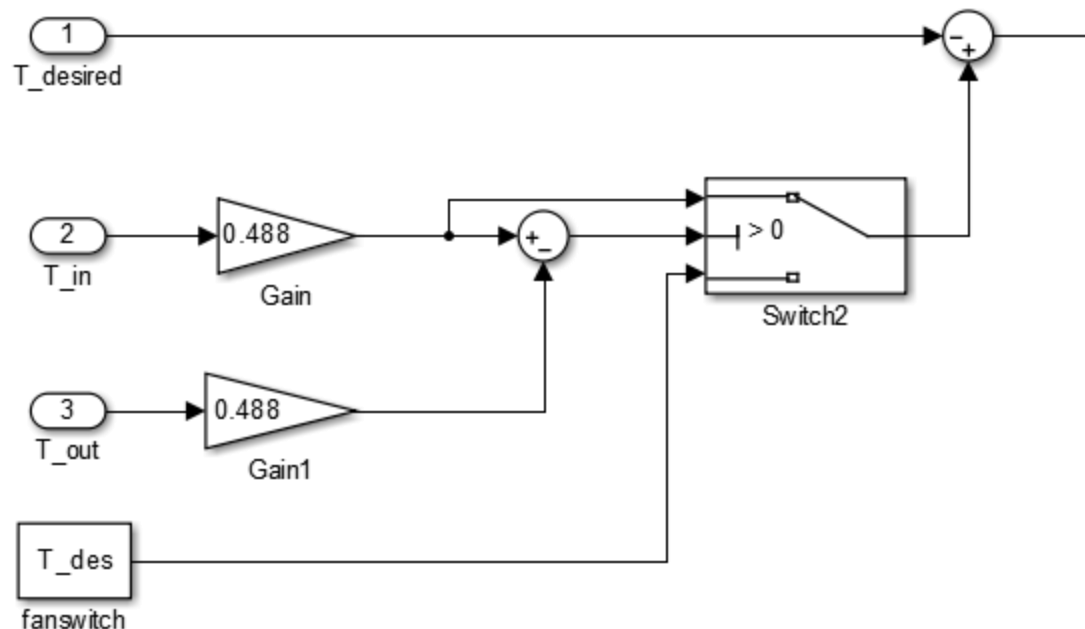 1
T_desired
−
+
2
T_in
0.488
Gain
+
−
> 0
Switch2
3
T_out
0.488
Gain1
T_des
fanswitch